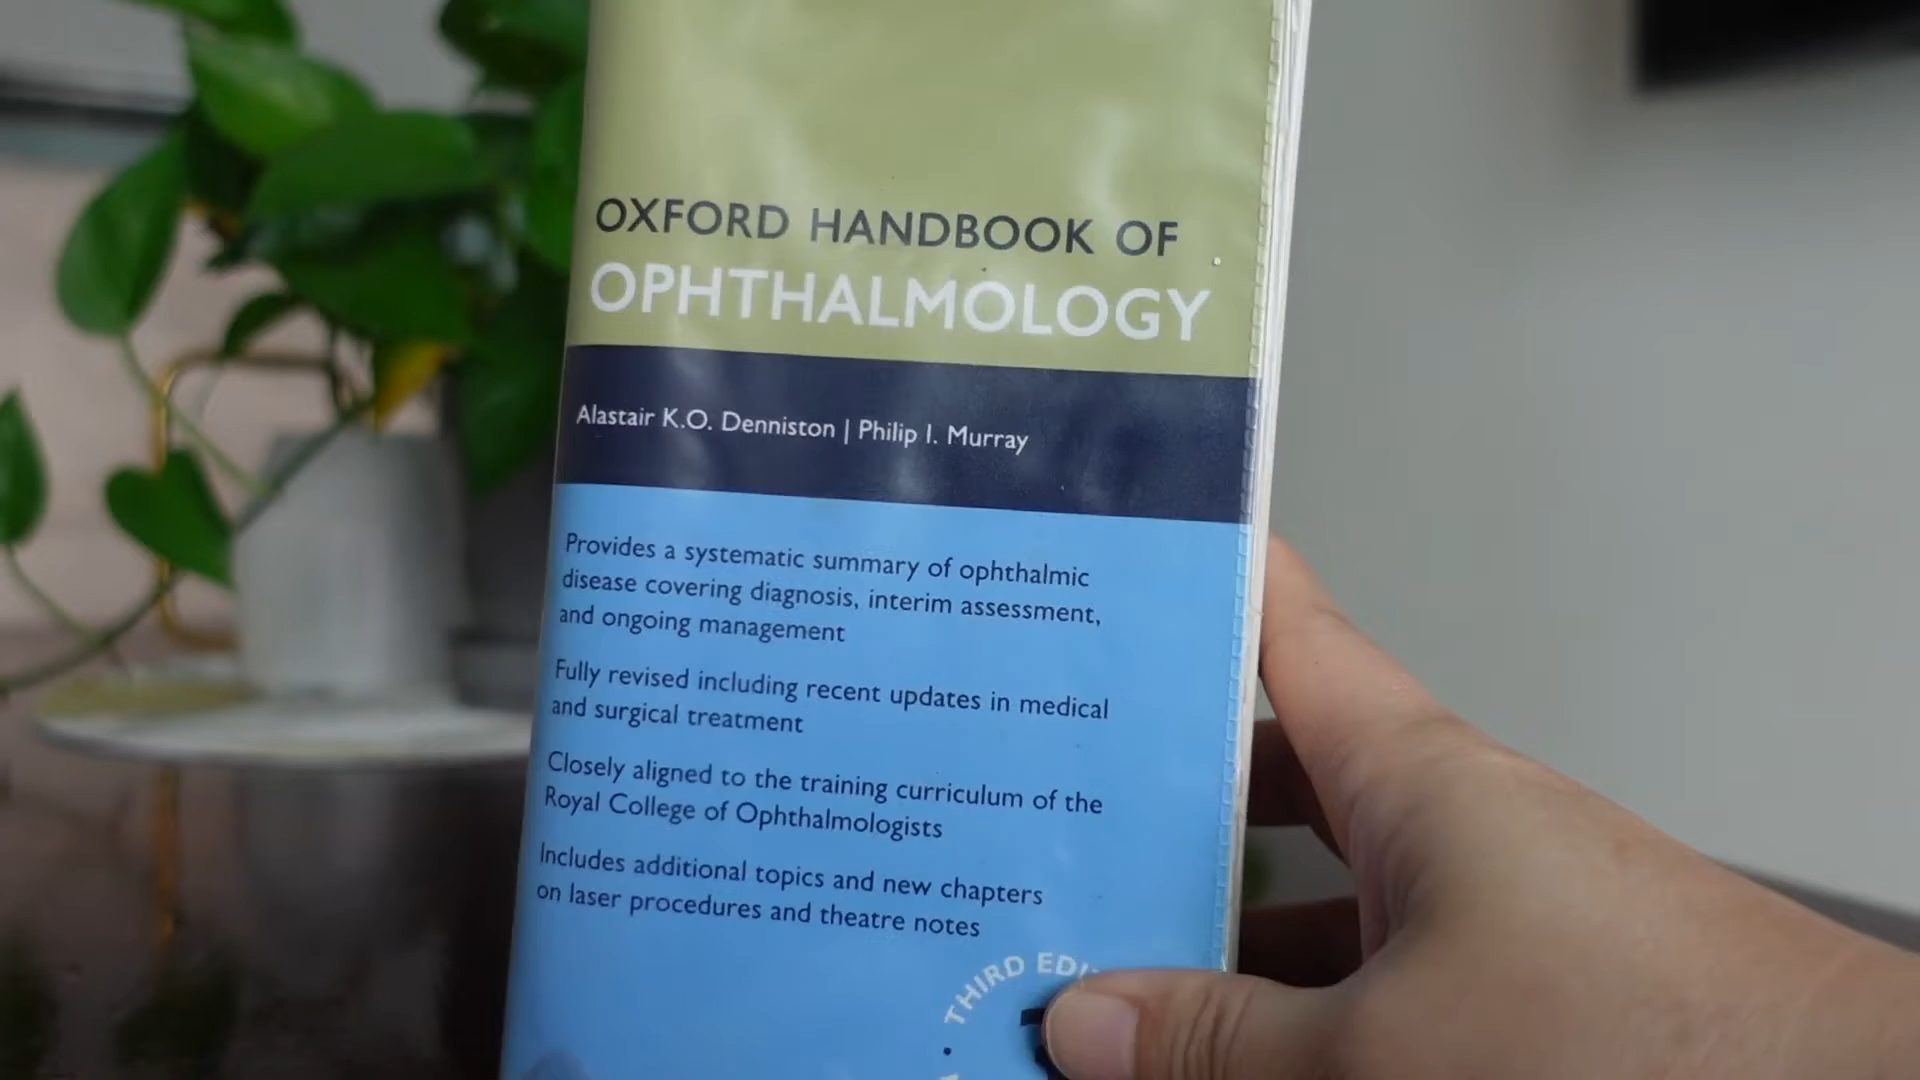 OXFORD HANDBOOK OF
OPHTHALMOLOGY
Alastair K.O. Denniston | Philip I. Murray
Provides a systematic summary of ophthalmic
disease covering diagnosis, interim assessment,
and ongoing management
Fully revised including recent updates in medical
and surgical treatment
Closely aligned to the training curriculum of the
Royal College of Ophthalmologists
Includes additional topics and new chapters
on laser procedures and theatre notes
THIRD